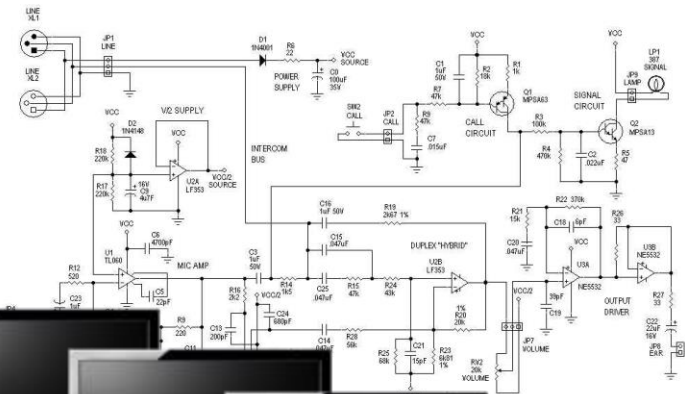 LINE
XL1
LINE
XL2
JP1
LINE
D1
1N4001
R6
22
POWER
SUPPLY
C0
100uF
35V
VCC
SOURCE
VCC
V/2 SUPPLY
D2
1N4148
VCC
R18
220k
R17
220k
16V
C9
4u7F
U2A
LF353
VCC/2
SOURCE
INTERCOM
BUS
SW2
CALL
JP2
CALL
R7
47k
R9
47k
C7
.015uF
C1
1uF
50V
R2
18k
VCC
R1
1k
Q1
MPSA63
CALL
CIRCUIT
SIGNAL
CIRCUIT
R3
100k
R4
470k
C2
.022uF
VCC
LP1
387
SIGNAL
JP9
LAMP
Q2
MPSA13
R5
47
VCC
C6
4700pF
U1
TL060
R12
520
C23
1uF
C5
22pF
MIC AMP
R9
220
C3
1uF
50V
C16
1uF 50V
C15
.047uF
R19
2k67 1%
R14
1k5
C25
.047uF
R15
47k
R24
43k
DUPLEX "HYBRID"
U2B
LF353
R16
2k2
VCC/2
C24
680pF
C13
200pF
C14
R28
56k
R25
68k
C21
15pF
R23
6k81
1%
1%
R20
20k
RV2
20k
VOLUME
VCC/2
JP7
VOLUME
R21
15k
C20
.047uF
R22 370k
C18
6pF
VCC
U3A
NE5532
39pF
C19
R26
33
U3B
NE5532
OUTPUT
DRIVER
R27
33
C22
22uF
16V
JP8
EAR